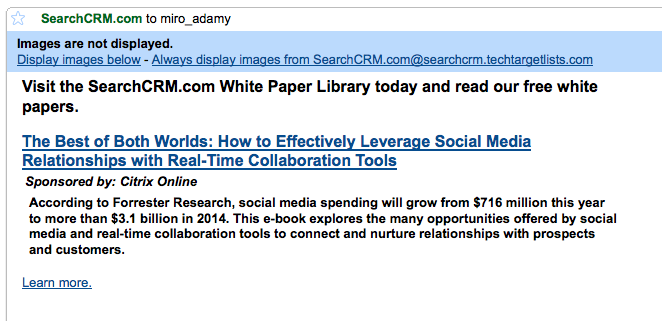 SearchCRM.com to miro_adamy
Images are not displayed.
Display images below - Always display images from SearchCRM.com@searchcrm.techtargetlists.com
Visit the SearchCRM.com White Paper Library today and read our free white
papers.
The Best of Both Worlds: How to Effectively Leverage Social Media
Relationships with Real-Time Collaboration Tools
Sponsored by: Citrix Online
According to Forrester Research, social media spending will grow from $716 million this year
to more than $3.1 billion in 2014. This e-book explores the many opportunities offered by social
media and real-time collaboration tools to connect and nurture relationships with prospects
and customers.
Learn more.